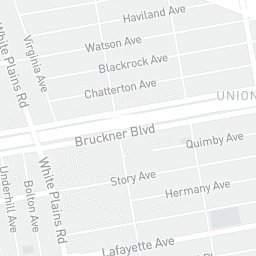 Haviland Ave
White Plains Rd
Virginia Ave
Watson Ave
Blackrock Ave
Chatterton Ave
UNION
Bruckner Blvd
Quimby Ave
White Plains Rd
Underhill Ave
Bolton Ave
Story Ave
Hermany Ave
Lafayette Ave